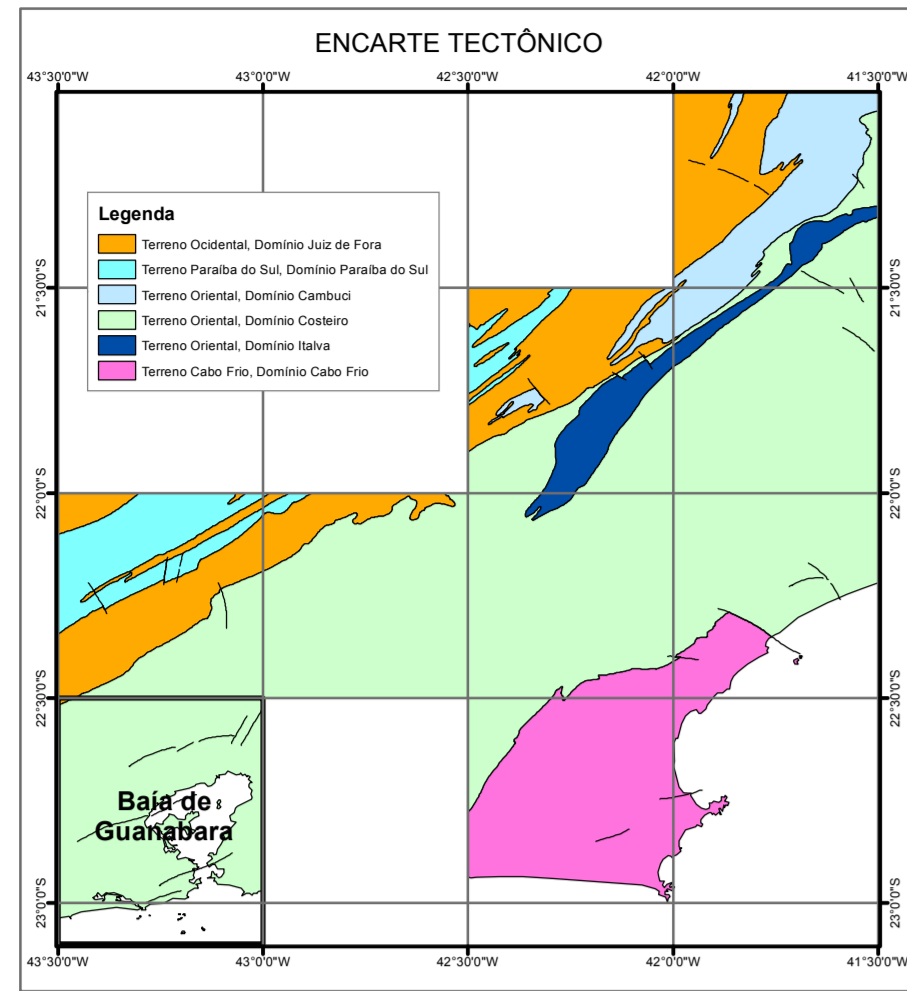 ENCARTE TECTÔNICO
43°30'0"W
43°0'0"W
42°30'0"W
42°0'0"W
41°30'0"W
Legenda
Terreno Ocidental, Domínio Juiz de Fora
Terreno Paraíba do Sul, Domínio Paraíba do Sul
Terreno Oriental, Domínio Cambuci
Terreno Oriental, Domínio Costeiro
Terreno Oriental, Domínio Italva
Terreno Cabo Frio, Domínio Cabo Frio
21°30'0"S
21°30'0"S
22°0'0"S
22°0'0"S
22°30'0"S
22°30'0"S
Baía de
Guanabara
23°0'0"S
23°0'0"S
43°30'0"W
43°0'0"W
42°30'0"W
42°0'0"W
41°30'0"W